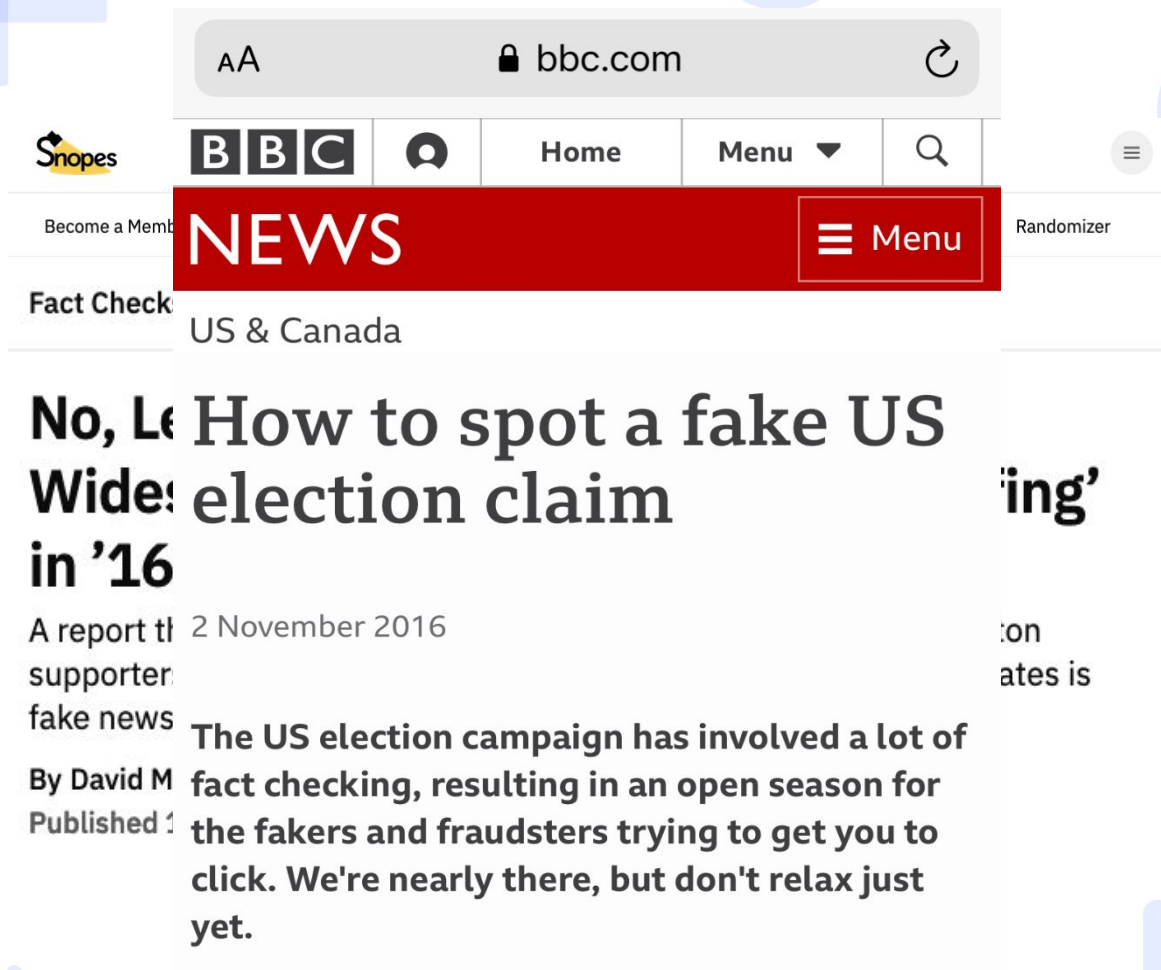 AA bbc.com
Snopes
BBC Home Menu
Become a Memb
NEWS Menu
Randomizer
Fact Check
US & Canada
No, Le
How to spot a fake US
Wides
election claim
ing'
in '16
A report th
2 November 2016
ton
supporter
ates is
fake news
The US election campaign has involved a lot of
By David M
fact checking, resulting in an open season for
Published 1
the fakers and fraudsters trying to get you to
click. We're nearly there, but don't relax just
yet.